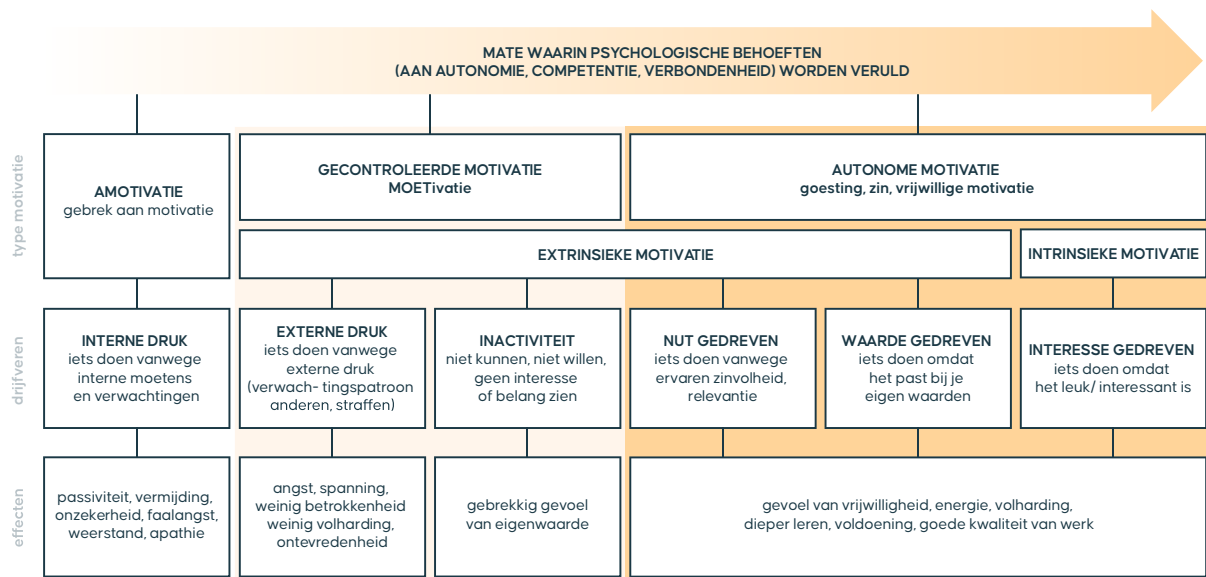 MATE WAARIN PSYCHOLOGISCHE BEHOEFTEN
(AAN AUTONOMIE, COMPETENTIE, VERBONDENHEID) WORDEN VERULD
type motivatie
AMOTIVATIE
gebrek aan motivatie
GECONTROLEERDE MOTIVATIE
MOETivatie
AUTONOME MOTIVATIE
goesting, zin, vrijwillige motivatie
EXTRINSIEKE MOTIVATIE
INTRINSIEKE MOTIVATIE
drijfveren
INTERNE DRUK
iets doen vanwege
interne moetens
en verwachtingen
EXTERNE DRUK
iets doen vanwege
externe druk
(verwach- tingspatroon
anderen, straffen)
INACTIVITEIT
niet kunnen, niet willen,
geen interesse
of belang zien
NUT GEDREVEN
iets doen vanwege
ervaren zinvolheid,
relevantie
WAARDE GEDREVEN
iets doen omdat
het past bij je
eigen waarden
INTERESSE GEDREVEN
iets doen omdat
het leuk/ interessant is
effecten
passiviteit, vermijding,
onzekerheid, faalangst,
weerstand, apathie
angst, spanning,
weinig betrokkenheid
weinig volharding,
ontevredenheid
gebrekkig gevoel
van eigenwaarde
gevoel van vrijwilligheid, energie, volharding,
dieper leren, voldoening, goede kwaliteit van werk